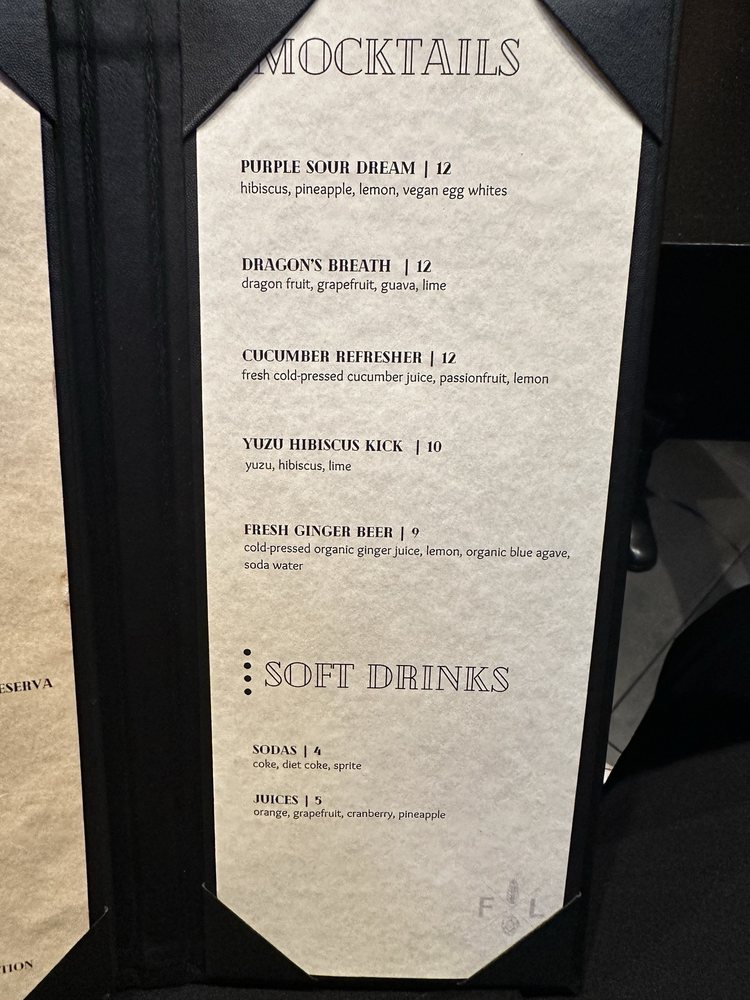 MOCKTAILS
PURPLE SOUR DREAM | 12
hibiscus, pineapple, lemon, vegan egg whites
DRAGON'S BREATH | 12
dragon fruit, grapefruit, guava, lime
CUCUMBER REFRESHER | 12
fresh cold-pressed cucumber juice, passionfruit, lemon
YUZU HIBISCUS KICK | 10
yuzu, hibiscus, lime
FRESH GINGER BEER | 9
cold-pressed organic ginger juice, lemon, organic blue agave,
soda water
SOFT DRINKS
SODAS | 4
coke, diet coke, sprite
JUICES | 5
orange, grapefruit, cranberry, pineapple
F L
ESERVA
TION